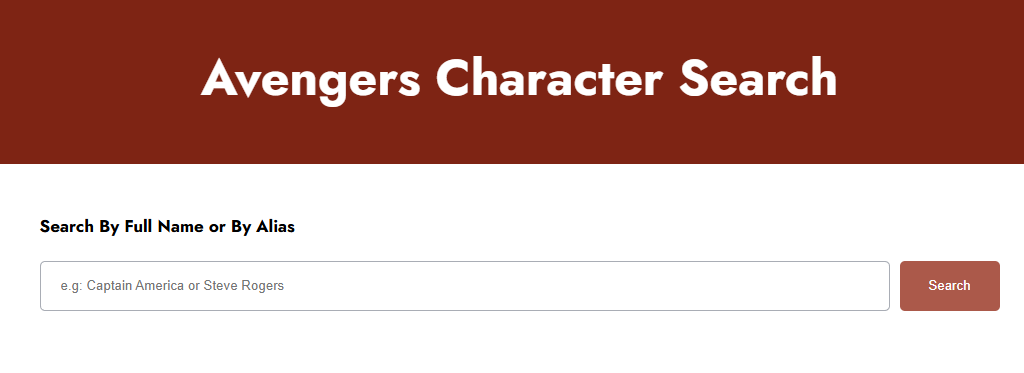 Avengers Character Search
Search By Full Name or By Alias
e.g: Captain America or Steve Rogers
Search